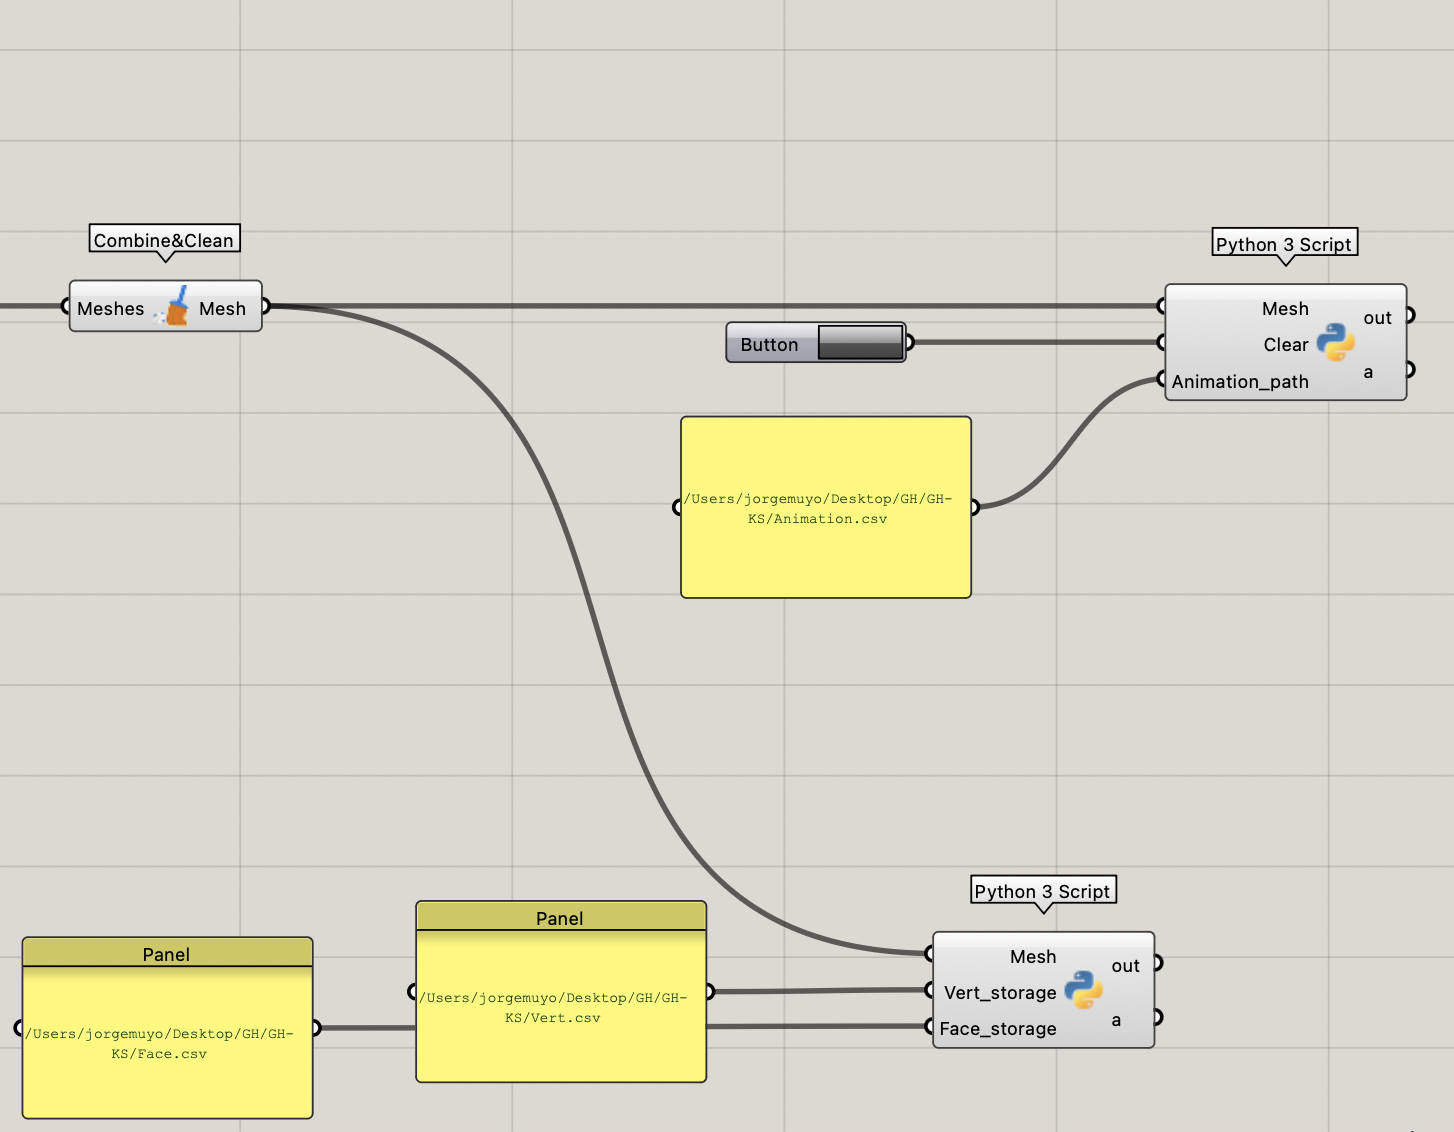 Combine&Clean
Meshes
Mesh
Python 3 Script
Mesh
Clear
Animation_path
out
a
Button
/Users/jorgemuyo/Desktop/GH/GH-
KS/Animation.csv
Python 3 Script
Mesh
Vert_storage
Face_storage
out
a
Panel
/Users/jorgemuyo/Desktop/GH/GH-
KS/Vert.csv
Panel
/Users/jorgemuyo/Desktop/GH/GH-
KS/Face.csv